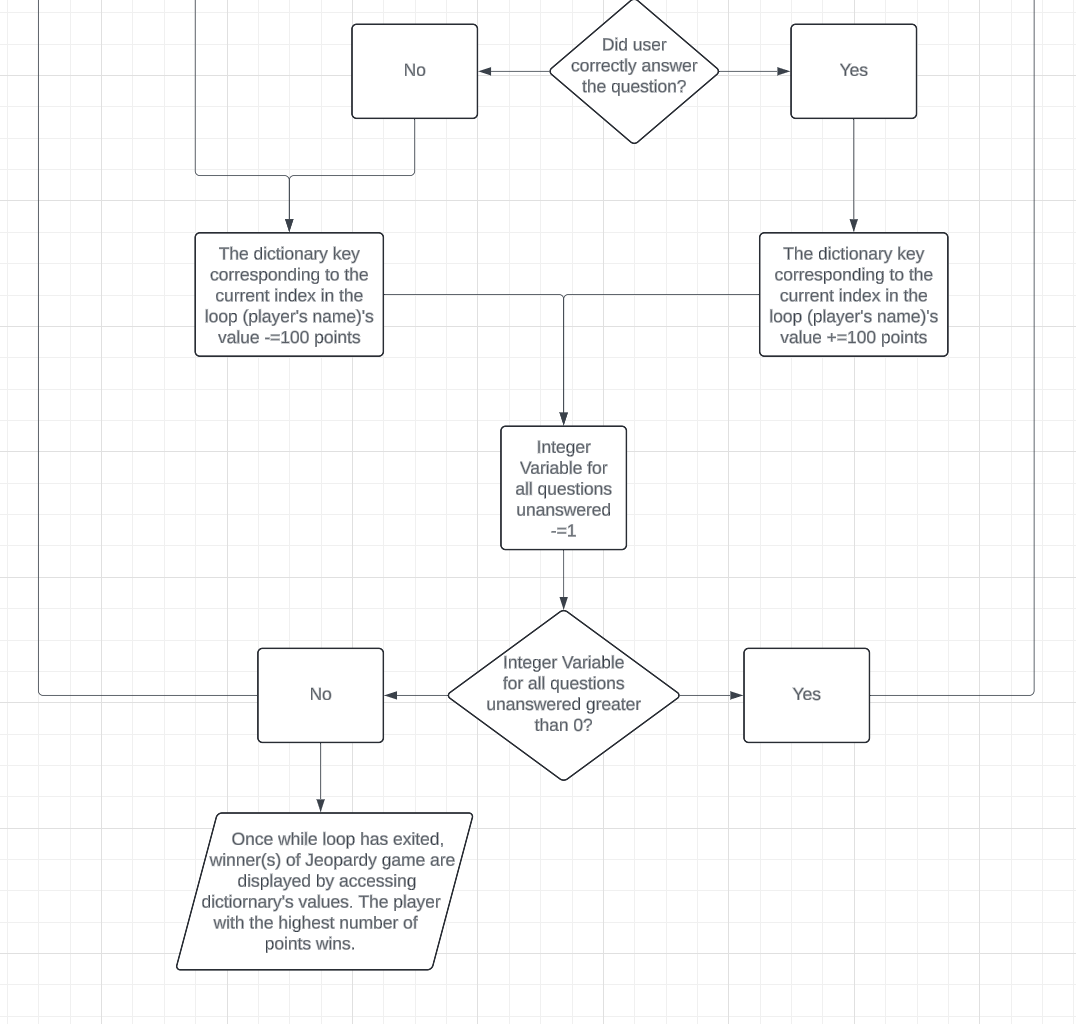 Did user
correctly answer
the question?
No
Yes
The dictionary key
corresponding to the
current index in the
loop (player's name)'s
value -=100 points
The dictionary key
corresponding to the
current index in the
loop (player's name)'s
value +=100 points
Integer
Variable for
all questions
unanswered
-=1
Integer Variable
for all questions
unanswered greater
than 0?
No
Yes
Once while loop has exited,
winner(s) of Jeopardy game are
displayed by accessing
dictiornary's values. The player
with the highest number of
points wins.